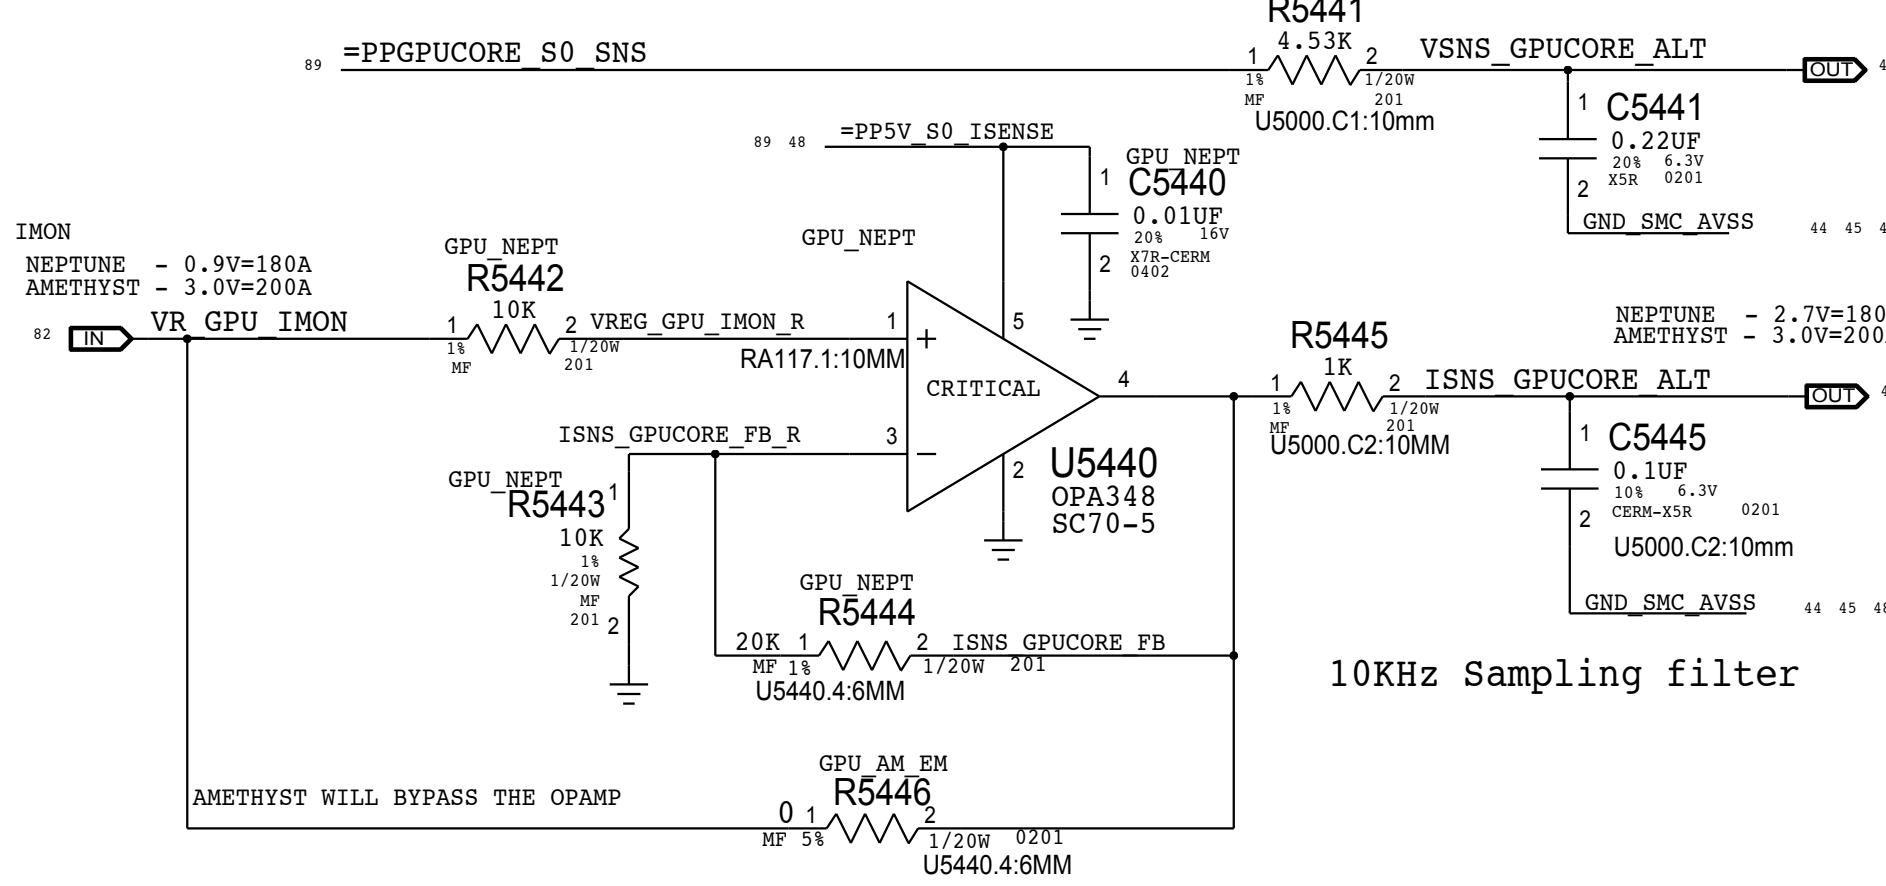 R5441
4.53K
89 =PPGPUCORE_S0_SNS
1 2 VSNS_GPUCORE_ALT
OUT 4
1% 1/20W
MF 201
U5000.C1:10mm
1 C5441
0.22UF
20% 6.3V
X5R 0201
2
GND_SMC_AVSS 44 45 4
89 48 =PP5V_S0_ISENSE
GPU_NEPT
1 C5440
0.01UF
20% 16V
X7R-CERM
0402
2
IMON
NEPTUNE - 0.9V=180A
AMETHYST - 3.0V=200A
82 IN VR_GPU_IMON
GPU_NEPT
R5442
10K
1 2 VREG_GPU_IMON_R
1% 1/20W
MF 201
RA117.1:10MM
GPU_NEPT
1 +
5
CRITICAL
4
3 -
2
U5440
OPA348
SC70-5
ISNS_GPUCORE_FB_R
GPU_NEPT
R5443 1
10K
1%
1/20W
MF
201 2
GPU_NEPT
R5444
20K 1 2 ISNS_GPUCORE_FB
MF 1% 1/20W 201
U5440.4:6MM
NEPTUNE - 2.7V=180
AMETHYST - 3.0V=200
R5445
1K
1 2 ISNS_GPUCORE_ALT
OUT 4
1% 1/20W
MF 201
U5000.C2:10MM
1 C5445
0.1UF
10% 6.3V
CERM-X5R 0201
2
U5000.C2:10mm
GND_SMC_AVSS 44 45 48
10KHz Sampling filter
GPU_AM_EM
R5446
AMETHYST WILL BYPASS THE OPAMP
0 1 2
MF 5% 1/20W 0201
U5440.4:6MM